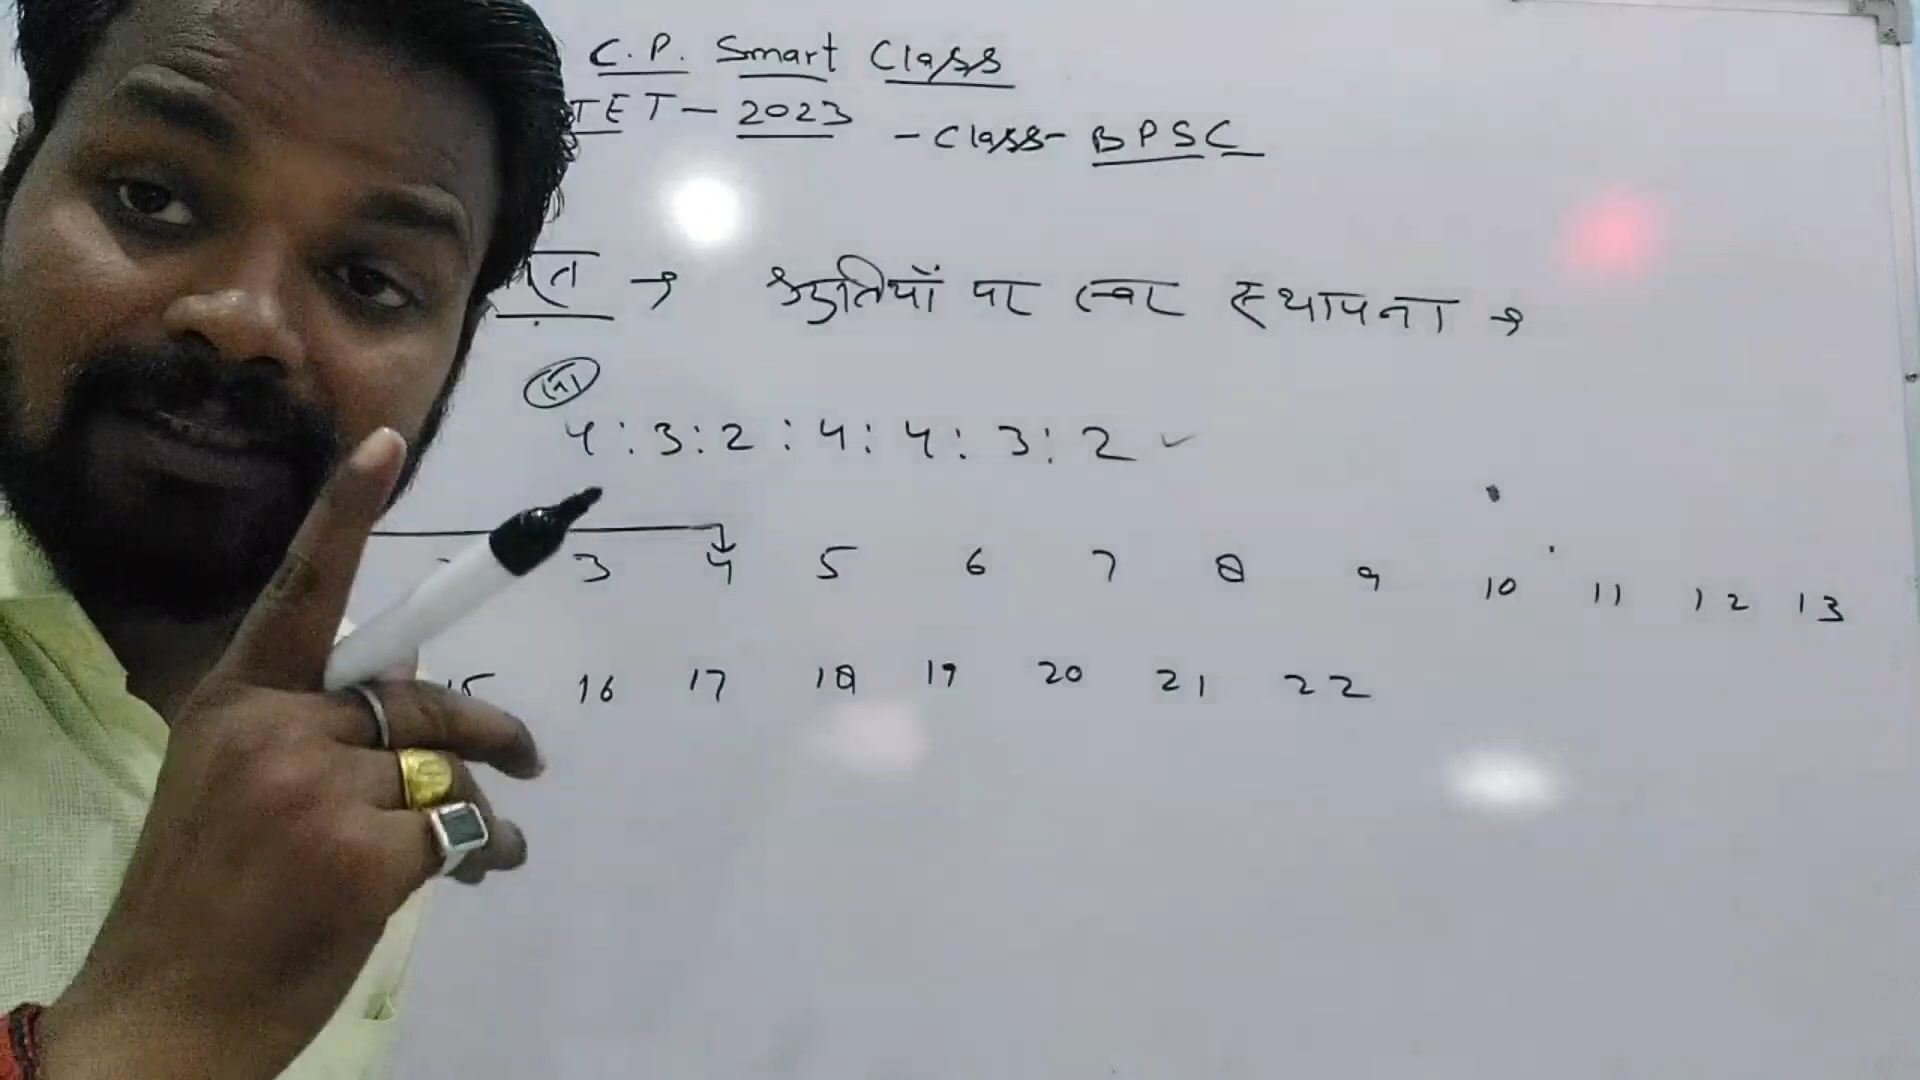 C.P. Smart Class
TET - 2023 - Class - BPSC
→ श्रुतियों पर स्वर स्थापना →
4 : 3 : 2 : 4 : 4 : 3 : 2 ✓
3 4 5 6 7 8 9 10 11 12 13
15 16 17 18 19 20 21 22